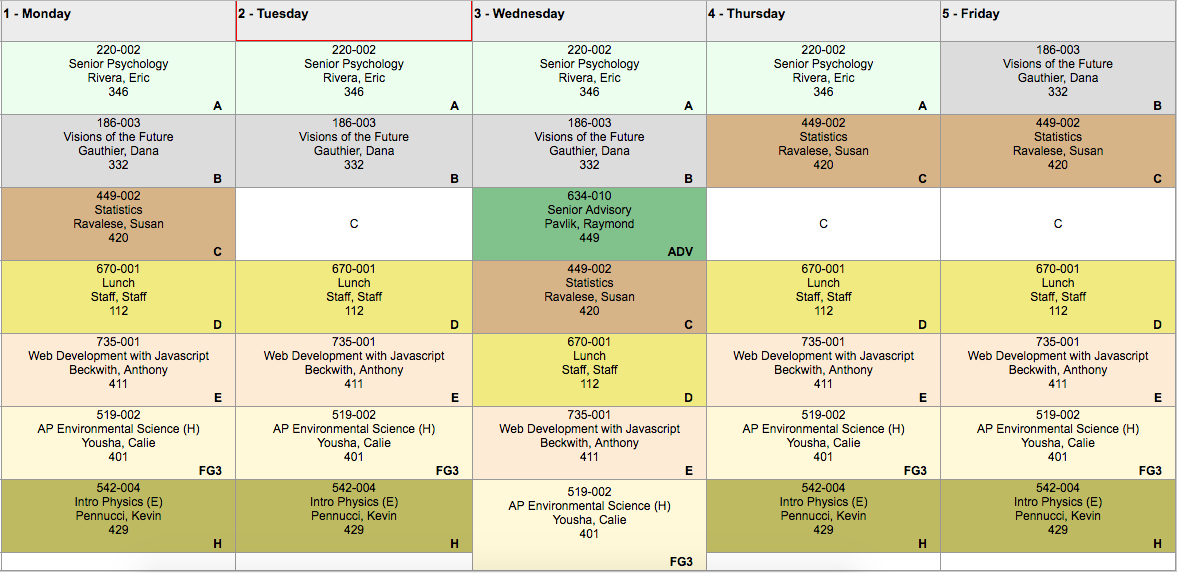 1 - Monday
2 - Tuesday
3 - Wednesday
4 - Thursday
5 - Friday
220-002
Senior Psychology
Rivera, Eric
346
A
220-002
Senior Psychology
Rivera, Eric
346
A
220-002
Senior Psychology
Rivera, Eric
346
A
220-002
Senior Psychology
Rivera, Eric
346
A
186-003
Visions of the Future
Gauthier, Dana
332
B
186-003
Visions of the Future
Gauthier, Dana
332
B
186-003
Visions of the Future
Gauthier, Dana
332
B
186-003
Visions of the Future
Gauthier, Dana
332
B
449-002
Statistics
Ravalese, Susan
420
C
449-002
Statistics
Ravalese, Susan
420
C
449-002
Statistics
Ravalese, Susan
420
C
C
634-010
Senior Advisory
Pavlik, Raymond
449
ADV
C
C
670-001
Lunch
Staff, Staff
112
D
670-001
Lunch
Staff, Staff
112
D
449-002
Statistics
Ravalese, Susan
420
C
670-001
Lunch
Staff, Staff
112
D
670-001
Lunch
Staff, Staff
112
D
735-001
Web Development with Javascript
Beckwith, Anthony
411
E
735-001
Web Development with Javascript
Beckwith, Anthony
411
E
670-001
Lunch
Staff, Staff
112
D
735-001
Web Development with Javascript
Beckwith, Anthony
411
E
735-001
Web Development with Javascript
Beckwith, Anthony
411
E
519-002
AP Environmental Science (H)
Yousha, Calie
401
FG3
519-002
AP Environmental Science (H)
Yousha, Calie
401
FG3
735-001
Web Development with Javascript
Beckwith, Anthony
411
E
519-002
AP Environmental Science (H)
Yousha, Calie
401
FG3
519-002
AP Environmental Science (H)
Yousha, Calie
401
FG3
542-004
Intro Physics (E)
Pennucci, Kevin
429
H
542-004
Intro Physics (E)
Pennucci, Kevin
429
H
519-002
AP Environmental Science (H)
Yousha, Calie
401
FG3
542-004
Intro Physics (E)
Pennucci, Kevin
429
H
542-004
Intro Physics (E)
Pennucci, Kevin
429
H